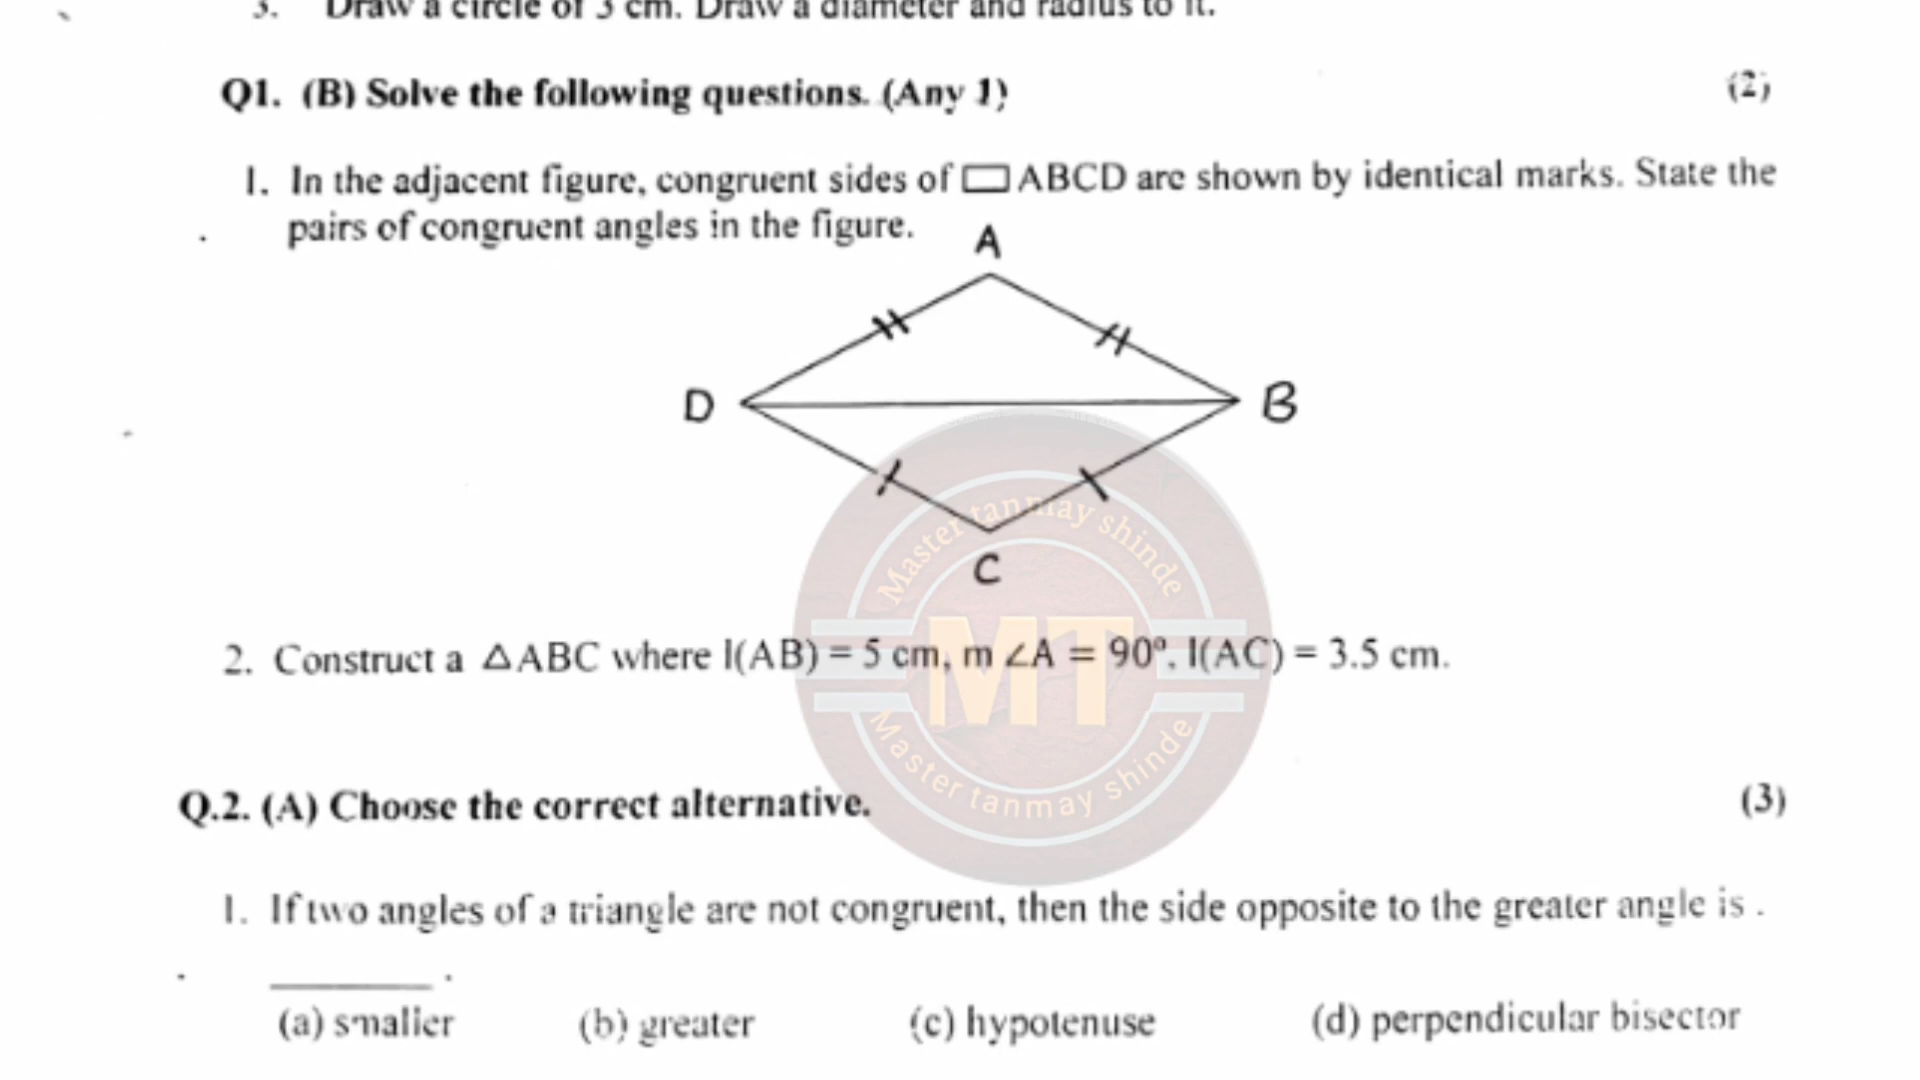 3. Draw a circle of 3 cm. Draw a diameter and radius to it.
Q1. (B) Solve the following questions. (Any 1)
(2)
1. In the adjacent figure, congruent sides of ▭ABCD are shown by identical marks. State the
pairs of congruent angles in the figure.
A
D
B
C
2. Construct a △ABC where l(AB) = 5 cm, m ∠A = 90°, l(AC) = 3.5 cm.
Master tanmay shinde
MT
Master tanmay shinde
Q.2. (A) Choose the correct alternative.
(3)
1. If two angles of a triangle are not congruent, then the side opposite to the greater angle is .
________ .
(a) smaller (b) greater (c) hypotenuse (d) perpendicular bisector